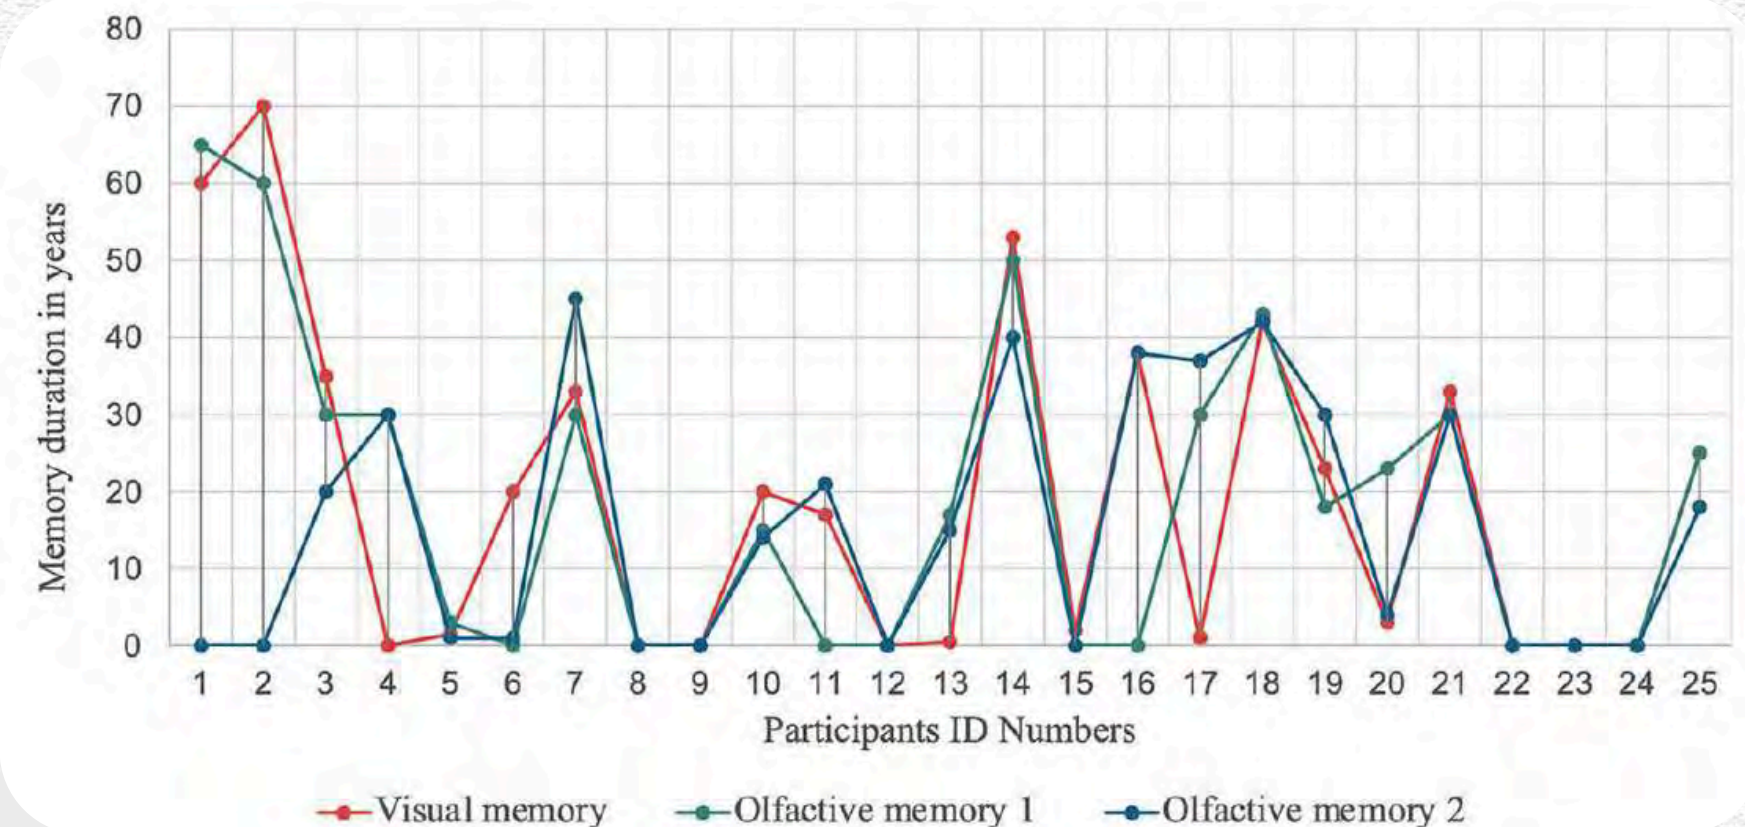 80
70
60
50
40
30
20
10
0
Memory duration in years
1 2 3 4 5 6 7 8 9 10 11 12 13 14 15 16 17 18 19 20 21 22 23 24 25
Participants ID Numbers
Visual memory Olfactive memory 1 Olfactive memory 2